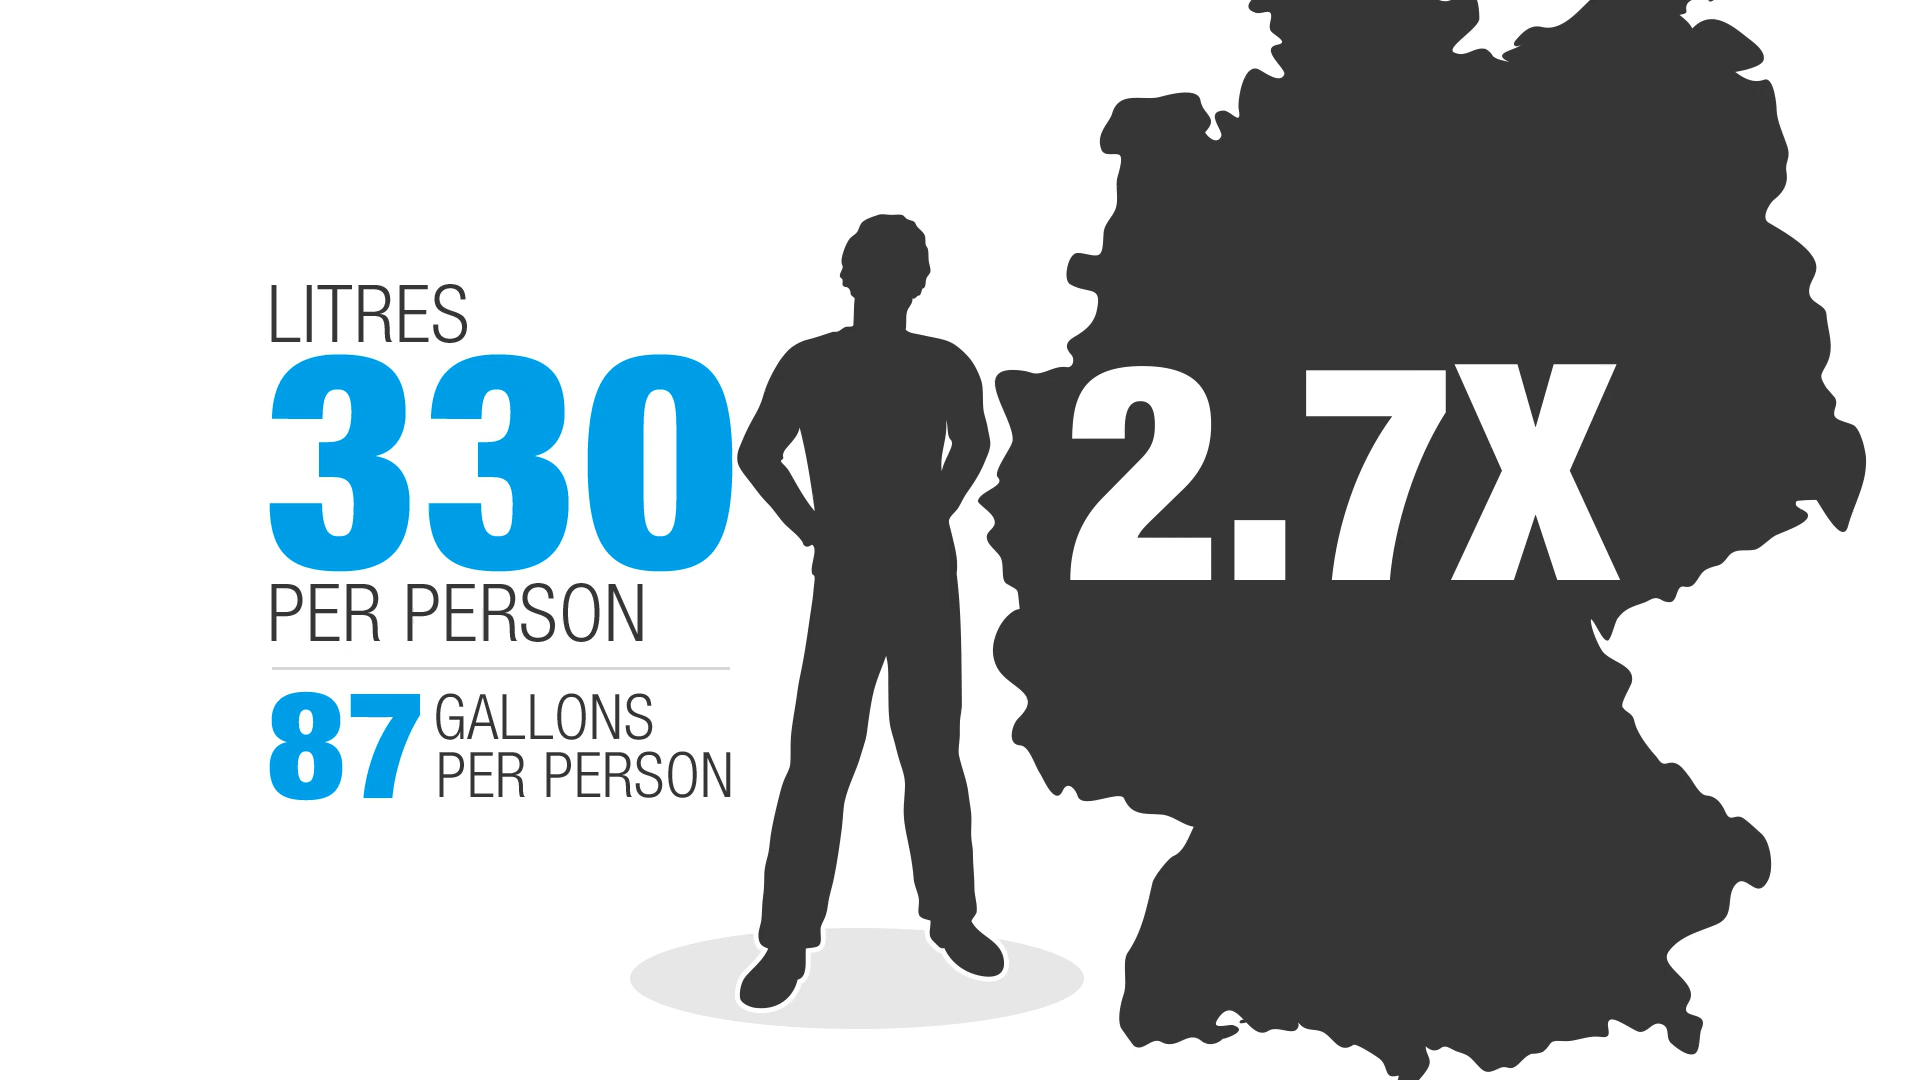 LITRES
330
PER PERSON
87 GALLONS
PER PERSON
2.7X